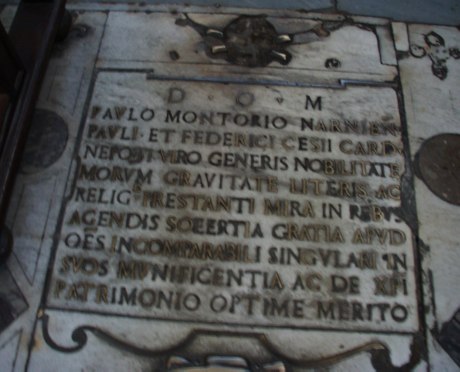 D · O · M
PAVLO MONTORIO NARNIEN·
PAVLI · ET FEDERICI CESII CARD·
NEPOTI VIRO GENERIS NOBILITATE
MORVM GRAVITATE LITERIS AC
RELIG^E PRESTANTI MIRA IN REBVS
AGENDIS SOLERTIA GRATIA APVD
OẼS INCOMPARABILI SINGVLARI IN
SVOS MVNIFICENTIA AC DE XPI
PATRIMONIO OPTIME MERITO